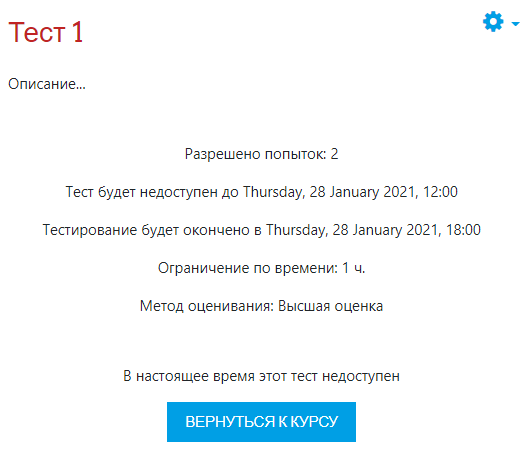 Тест 1
Описание...
Разрешено попыток: 2
Тест будет недоступен до Thursday, 28 January 2021, 12:00
Тестирование будет окончено в Thursday, 28 January 2021, 18:00
Ограничение по времени: 1 ч.
Метод оценивания: Высшая оценка
В настоящее время этот тест недоступен
ВЕРНУТЬСЯ К КУРСУ